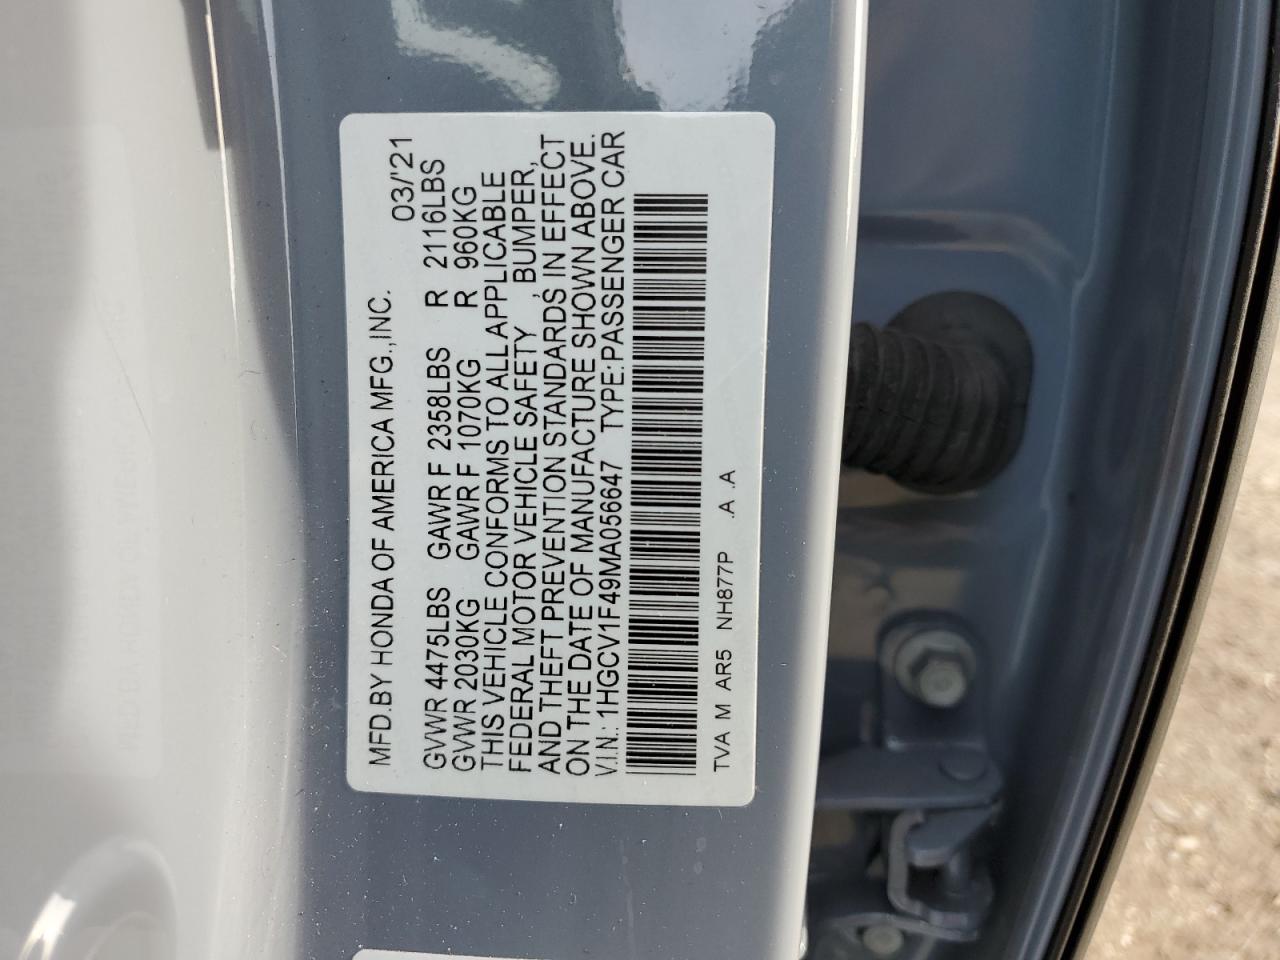 MFD.BY HONDA OF AMERICA MFG.,INC. 03/'21
GVWR 4475LBS GAWR F 2358LBS R 2116LBS
GVWR 2030KG GAWR F 1070KG R 960KG
THIS VEHICLE CONFORMS TO ALL APPLICABLE
FEDERAL MOTOR VEHICLE SAFETY , BUMPER,
AND THEFT PREVENTION STANDARDS, IN EFFECT
ON THE DATE OF MANUFACTURE SHOWN ABOVE.
V.I.N.: 1HGCV1F49MA056647 TYPE:PASSENGER CAR
TVA M AR5 NH877P .A .A